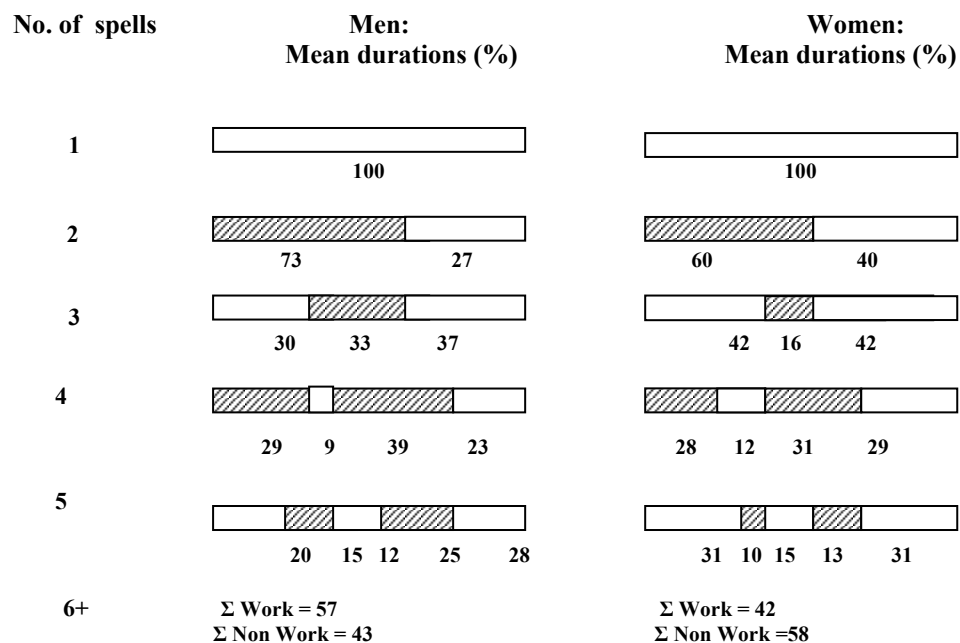 No. of spells Men: Women:
Mean durations (%) Mean durations (%)
1
100 100
2
73 27 60 40
3
30 33 37 42 16 42
4
29 9 39 23 28 12 31 29
5
20 15 12 25 28 31 10 15 13 31
6+ Σ Work = 57 Σ Work = 42
Σ Non Work = 43 Σ Non Work =58